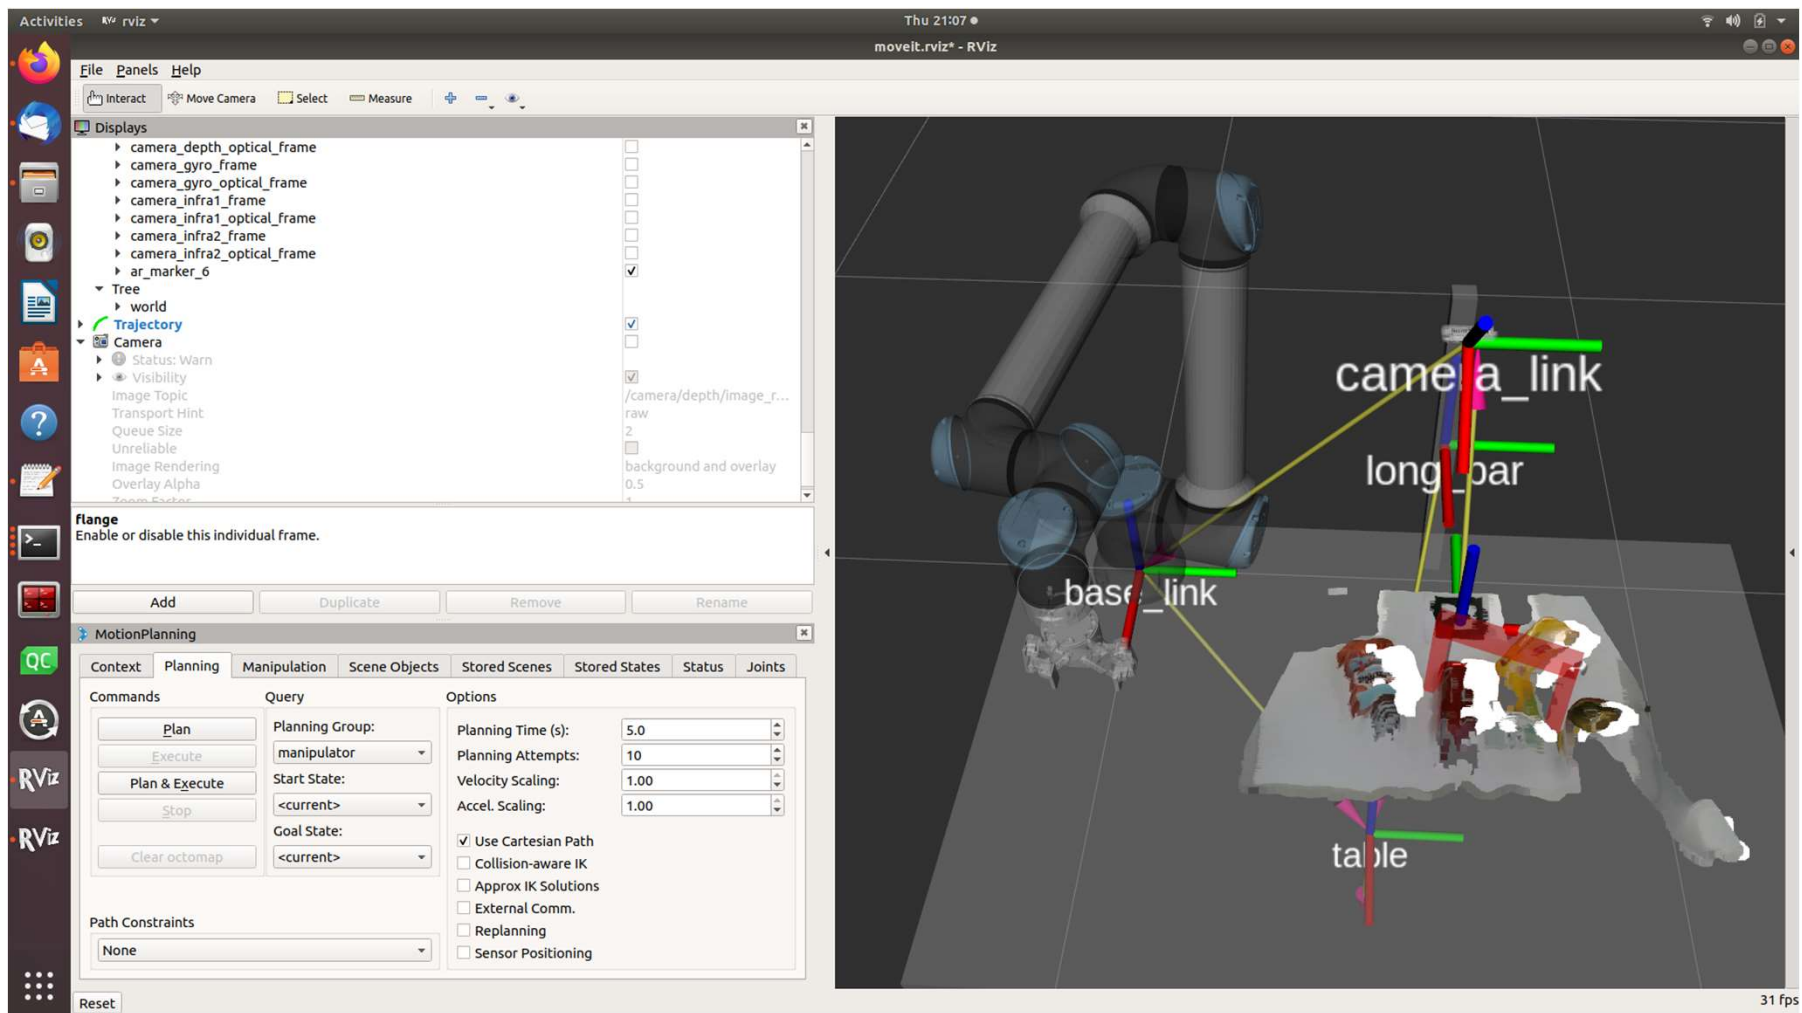 Activities RViz rviz
Thu 21:07
moveit.rviz* - RViz
File Panels Help
Interact Move Camera Select Measure
Displays
camera_depth_optical_frame
camera_gyro_frame
camera_gyro_optical_frame
camera_infra1_frame
camera_infra1_optical_frame
camera_infra2_frame
camera_infra2_optical_frame
ar_marker_6
Tree
world
Trajectory
Camera
Status: Warn
Visibility
Image Topic /camera/depth/image_r...
Transport Hint raw
Queue Size 2
Unreliable
Image Rendering background and overlay
Overlay Alpha 0.5
Zoom Factor 1
flange
Enable or disable this individual frame.
Add Duplicate Remove Rename
MotionPlanning
Context Planning Manipulation Scene Objects Stored Scenes Stored States Status Joints
Commands
Plan
Execute
Plan & Execute
Stop
Clear octomap
Query
Planning Group:
manipulator
Start State:
<current>
Goal State:
<current>
Options
Planning Time (s): 5.0
Planning Attempts: 10
Velocity Scaling: 1.00
Accel. Scaling: 1.00
Use Cartesian Path
Collision-aware IK
Approx IK Solutions
External Comm.
Replanning
Sensor Positioning
Path Constraints
None
Reset
31 fps
camera_link
long_bar
base_link
table
QC
RViz
RViz